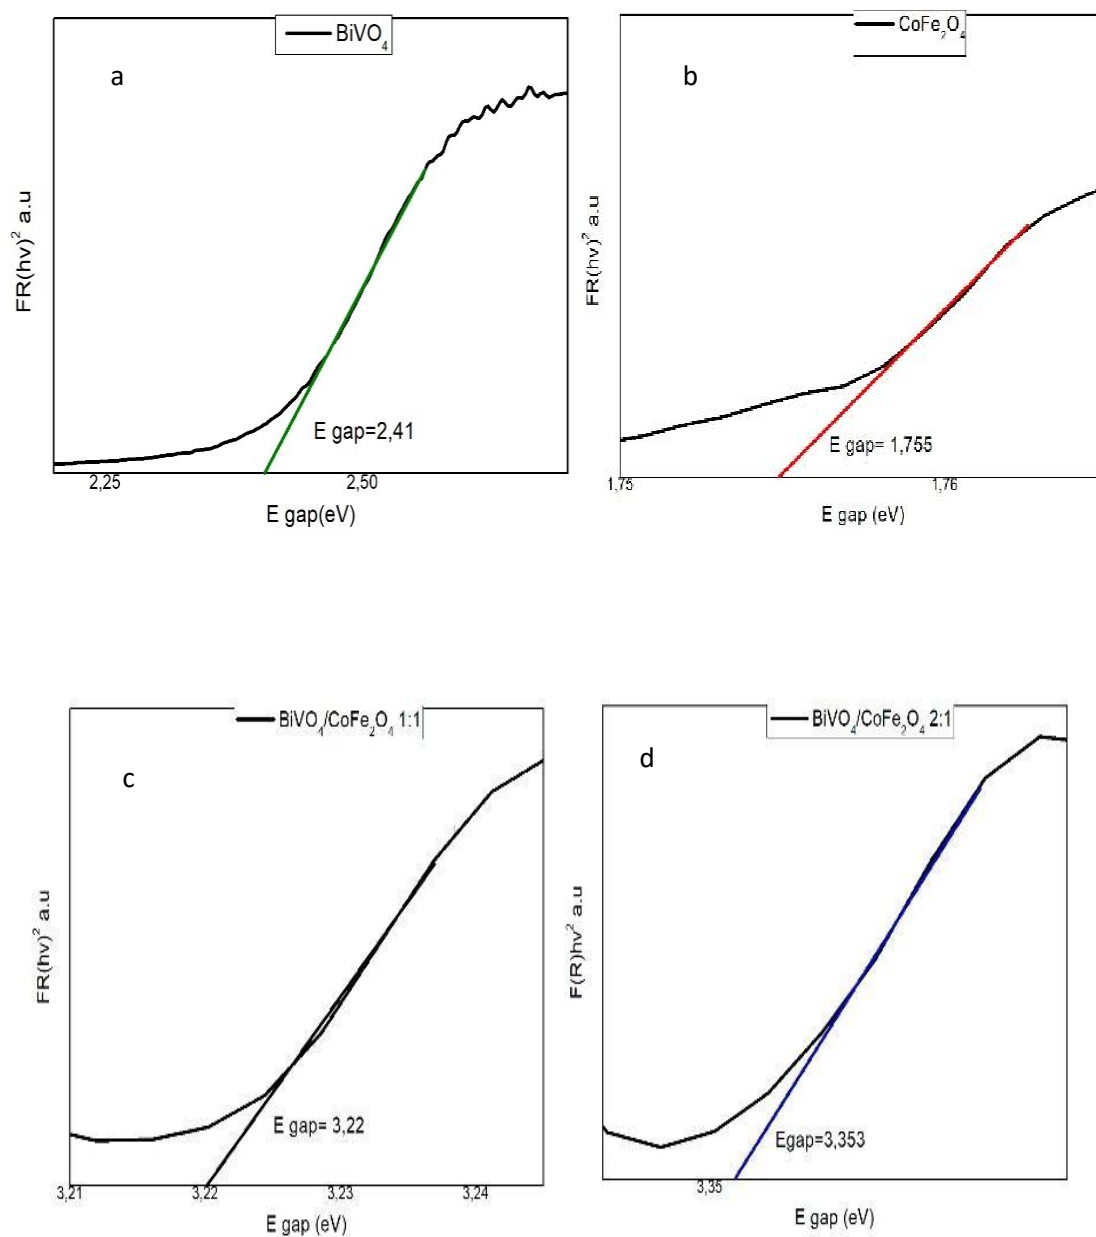 BiVO₄
a
FR(hv)² a.u
E gap=2,41
2,25 2,50
E gap(eV)
CoFe₂O₄
b
FR(hv)² a.u
E gap= 1,755
1,75 1,76
E gap (eV)
BiVO₄/CoFe₂O₄ 1:1
c
FR(hv)² a.u
E gap= 3,22
3,21 3,22 3,23 3,24
E gap (eV)
BiVO₄/CoFe₂O₄ 2:1
d
F(R)hv² a.u
Egap=3,353
3,35
E gap (eV)